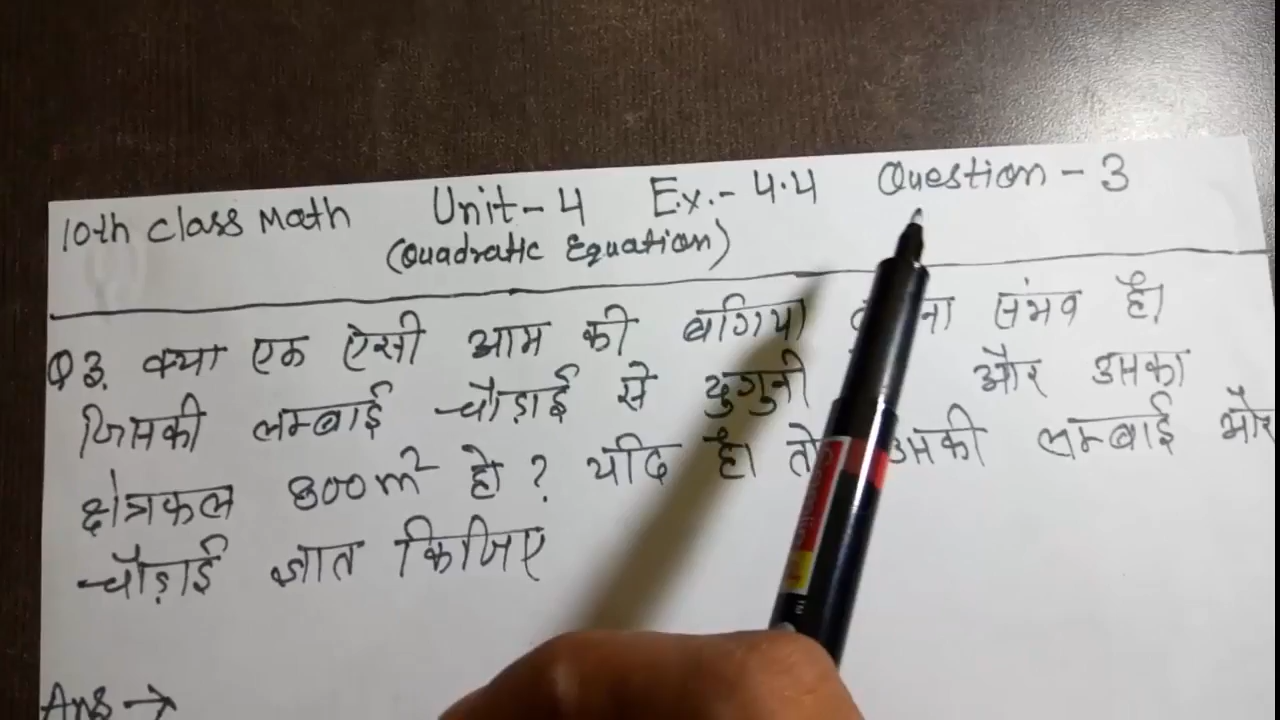 10th Class Math Unit-4 Ex.- 4.4 Question - 3
(Quadratic Equation)
Q3. क्या एक ऐसी आम की बगिया ना संभव है।
जिसकी लम्बाई चौड़ाई से दुगुनी और उसका
क्षेत्रफल 800m² हो ? यदि हाँ तो उसकी लम्बाई और
चौड़ाई ज्ञात किजिए
Ans →